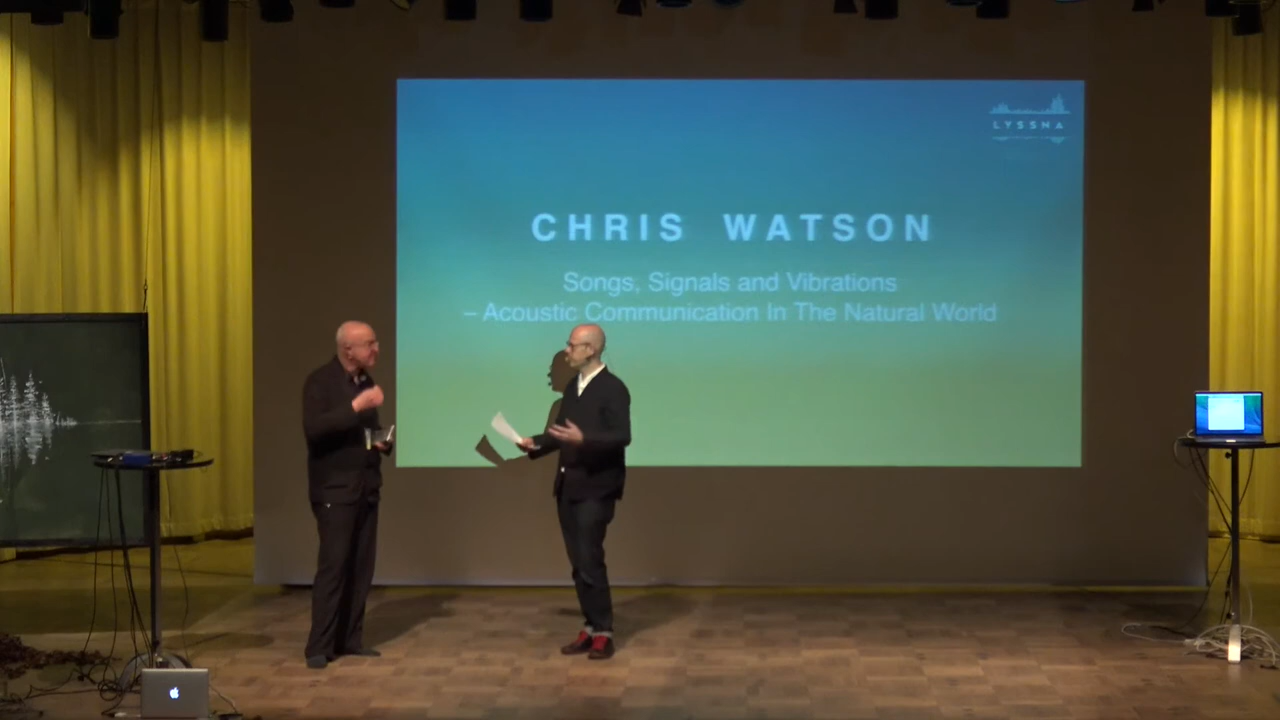 LYSSNA
CHRIS WATSON
Songs, Signals and Vibrations
– Acoustic Communication In The Natural World